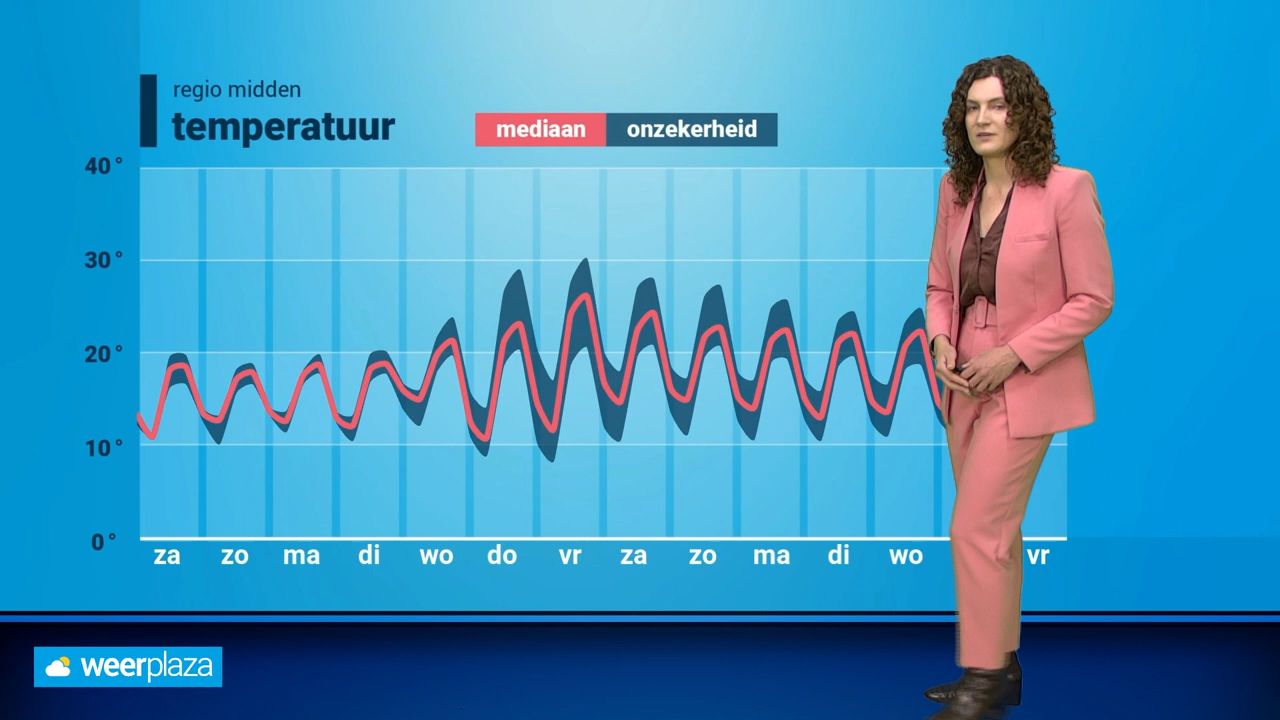 regio midden
temperatuur
mediaan onzekerheid
40°
30°
20°
10°
0°
za zo ma di wo do vr za zo ma di wo vr
weerplaza